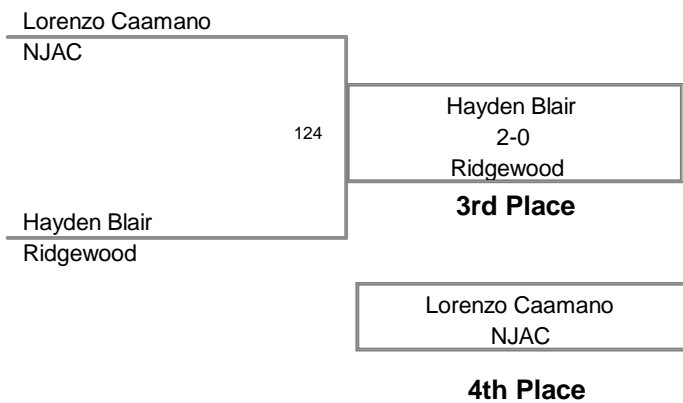 Lorenzo Caamano
NJAC
124
Hayden Blair
2-0
Ridgewood
3rd Place
Hayden Blair
Ridgewood
Lorenzo Caamano
NJAC
4th Place